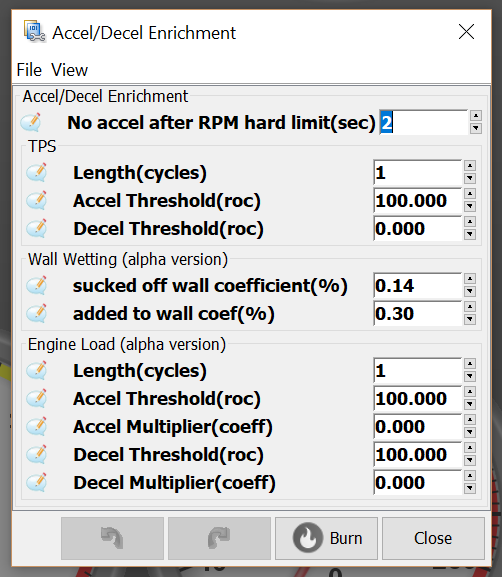 Accel/Decel Enrichment
File View
Accel/Decel Enrichment
No accel after RPM hard limit(sec) 2
TPS
Length(cycles) 1
Accel Threshold(roc) 100.000
Decel Threshold(roc) 0.000
Wall Wetting (alpha version)
sucked off wall coefficient(%) 0.14
added to wall coef(%) 0.30
Engine Load (alpha version)
Length(cycles) 1
Accel Threshold(roc) 100.000
Accel Multiplier(coeff) 0.000
Decel Threshold(roc) 100.000
Decel Multiplier(coeff) 0.000
Burn Close